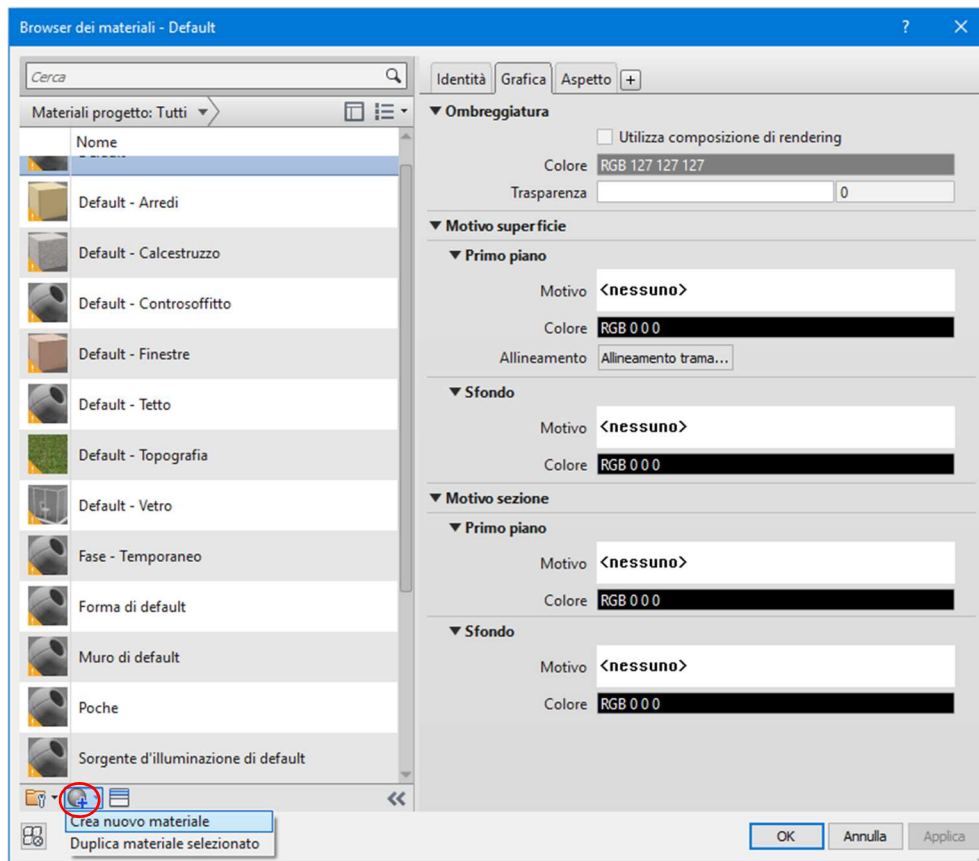 Browser dei materiali - Default
Cerca
Materiali progetto: Tutti
Nome
Default
Default - Arredi
Default - Calcestruzzo
Default - Controsoffitto
Default - Finestre
Default - Tetto
Default - Topografia
Default - Vetro
Fase - Temporaneo
Forma di default
Muro di default
Poche
Sorgente d'illuminazione di default
Crea nuovo materiale
Duplica materiale selezionato
Identità Grafica Aspetto +
Ombreggiatura
Utilizza composizione di rendering
Colore RGB 127 127 127
Trasparenza 0
Motivo superficie
Primo piano
Motivo <nessuno>
Colore RGB 0 0 0
Allineamento Allineamento trama...
Sfondo
Motivo <nessuno>
Colore RGB 0 0 0
Motivo sezione
Primo piano
Motivo <nessuno>
Colore RGB 0 0 0
Sfondo
Motivo <nessuno>
Colore RGB 0 0 0
OK Annulla Applica